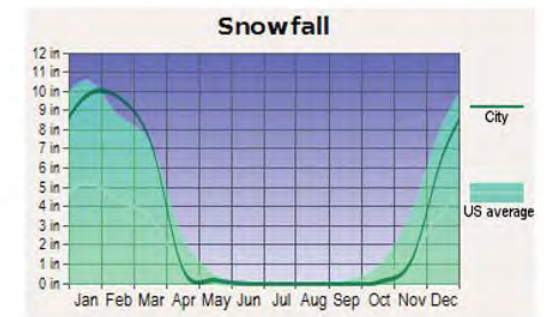 Snowfall
12 in
11 in
10 in
9 in
8 in
7 in
6 in
5 in
4 in
3 in
2 in
1 in
0 in
Jan Feb Mar Apr May Jun Jul Aug Sep Oct Nov Dec
City
US average